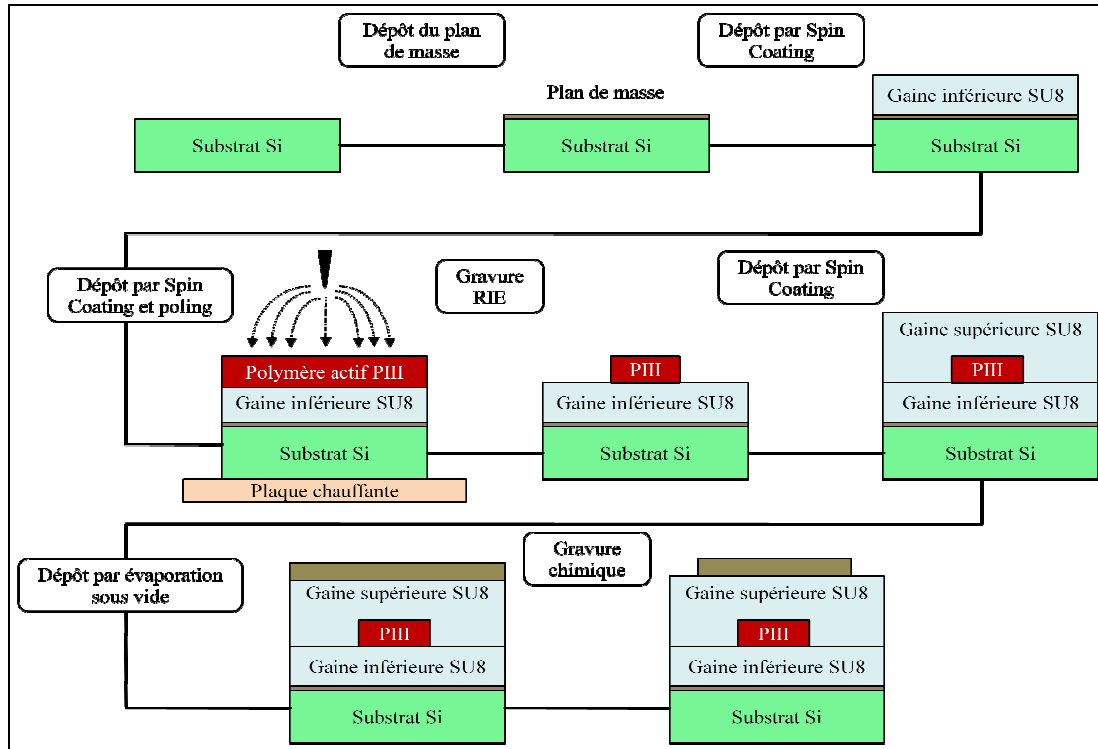 Dépôt du plan
de masse
Dépôt par Spin
Coating
Plan de masse
Gaine inférieure SU8
Substrat Si
Substrat Si
Substrat Si
Dépôt par Spin
Coating et poling
Gravure
RIE
Dépôt par Spin
Coating
Gaine supérieure SU8
Polymère actif PIII
PIII
PIII
Gaine inférieure SU8
Gaine inférieure SU8
Gaine inférieure SU8
Substrat Si
Substrat Si
Substrat Si
Plaque chauffante
Dépôt par évaporation
sous vide
Gravure
chimique
Gaine supérieure SU8
Gaine supérieure SU8
PIII
PIII
Gaine inférieure SU8
Gaine inférieure SU8
Substrat Si
Substrat Si